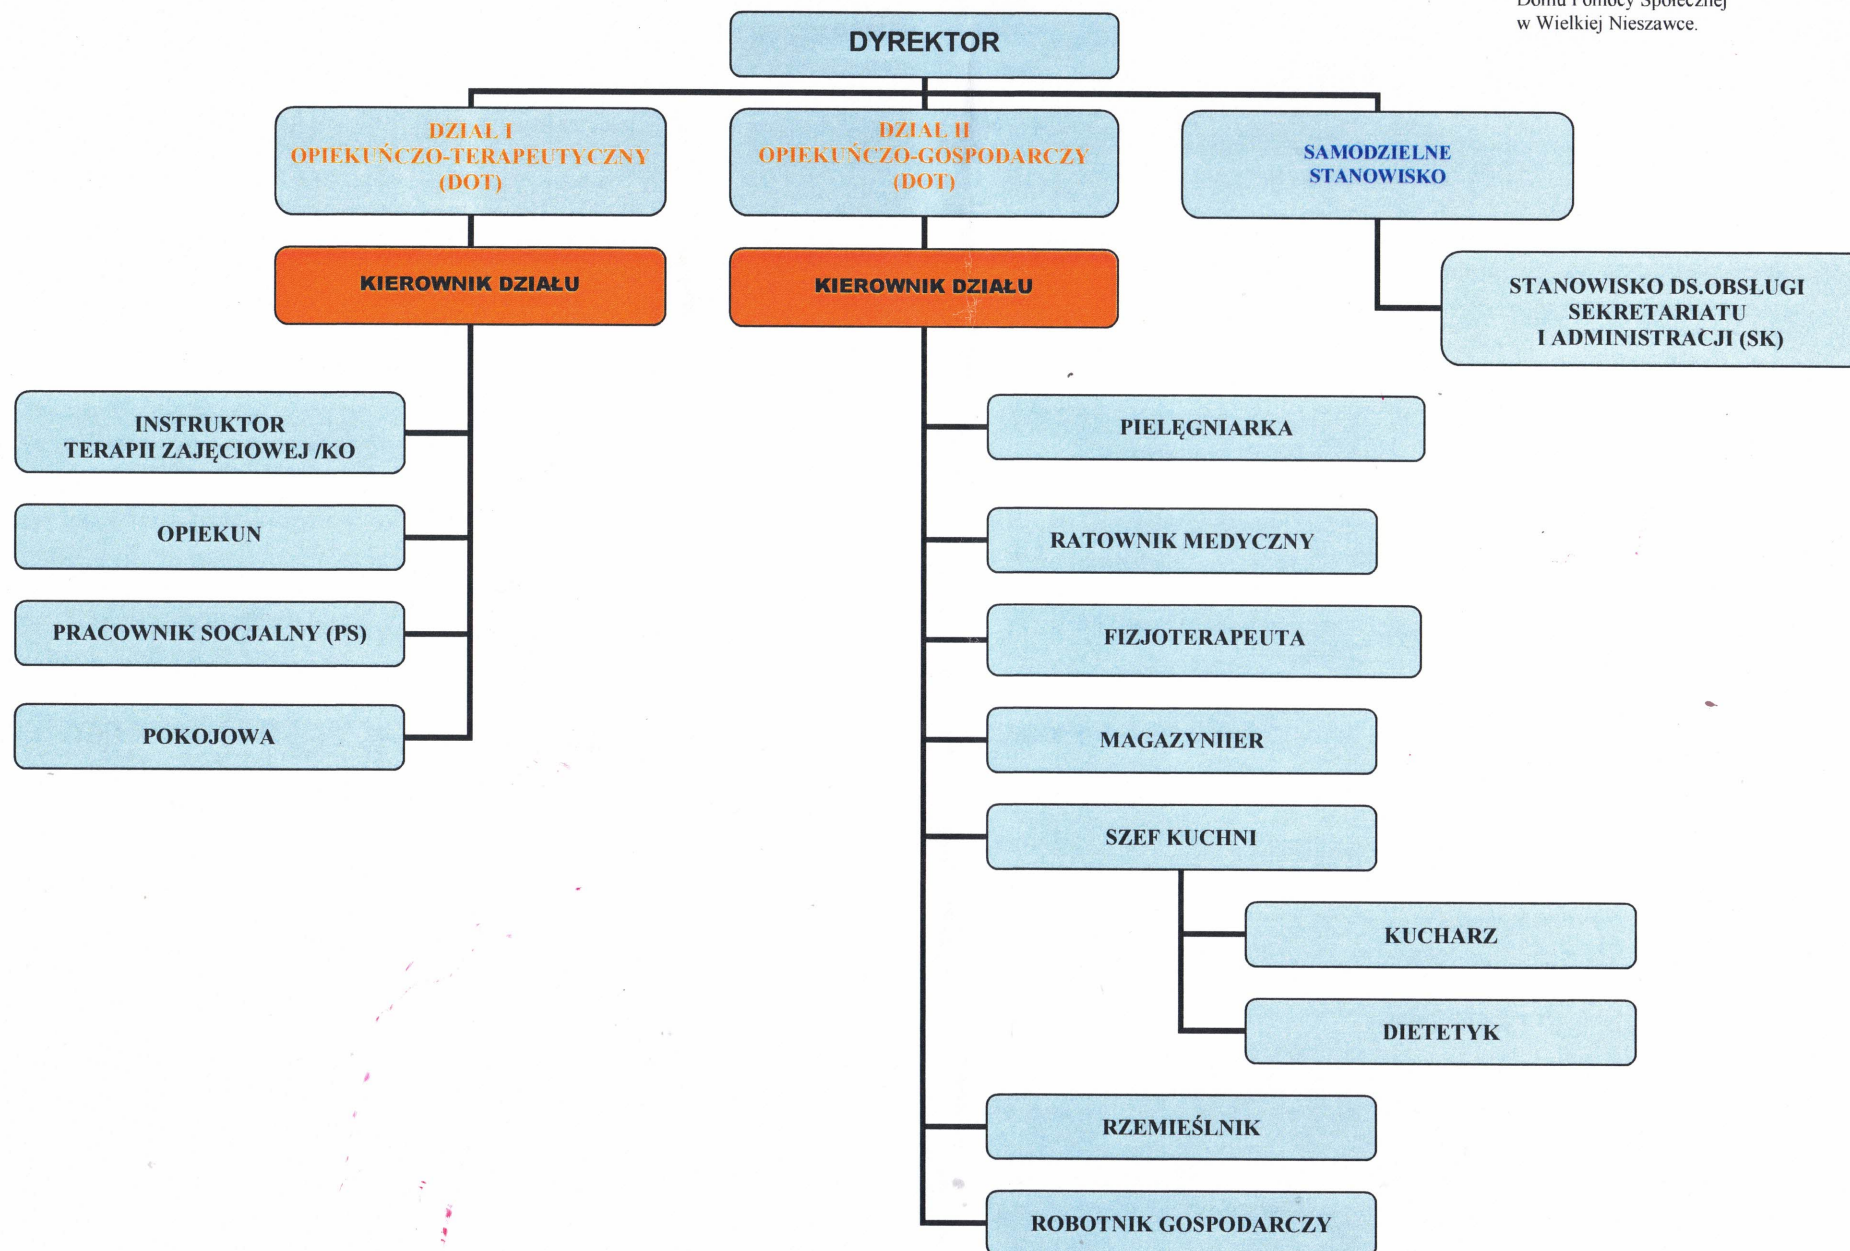 Domu Pomocy Społecznej
w Wielkiej Nieszawce.
DYREKTOR
DZIAŁ I
OPIEKUŃCZO-TERAPEUTYCZNY
(DOT)
DZIAŁ II
OPIEKUŃCZO-GOSPODARCZY
(DOT)
SAMODZIELNE
STANOWISKO
KIEROWNIK DZIAŁU
KIEROWNIK DZIAŁU
STANOWISKO DS.OBSŁUGI
SEKRETARIATU
I ADMINISTRACJI (SK)
INSTRUKTOR
TERAPII ZAJĘCIOWEJ /KO
OPIEKUN
PRACOWNIK SOCJALNY (PS)
POKOJOWA
PIELĘGNIARKA
RATOWNIK MEDYCZNY
FIZJOTERAPEUTA
MAGAZYNIIER
SZEF KUCHNI
KUCHARZ
DIETETYK
RZEMIEŚLNIK
ROBOTNIK GOSPODARCZY